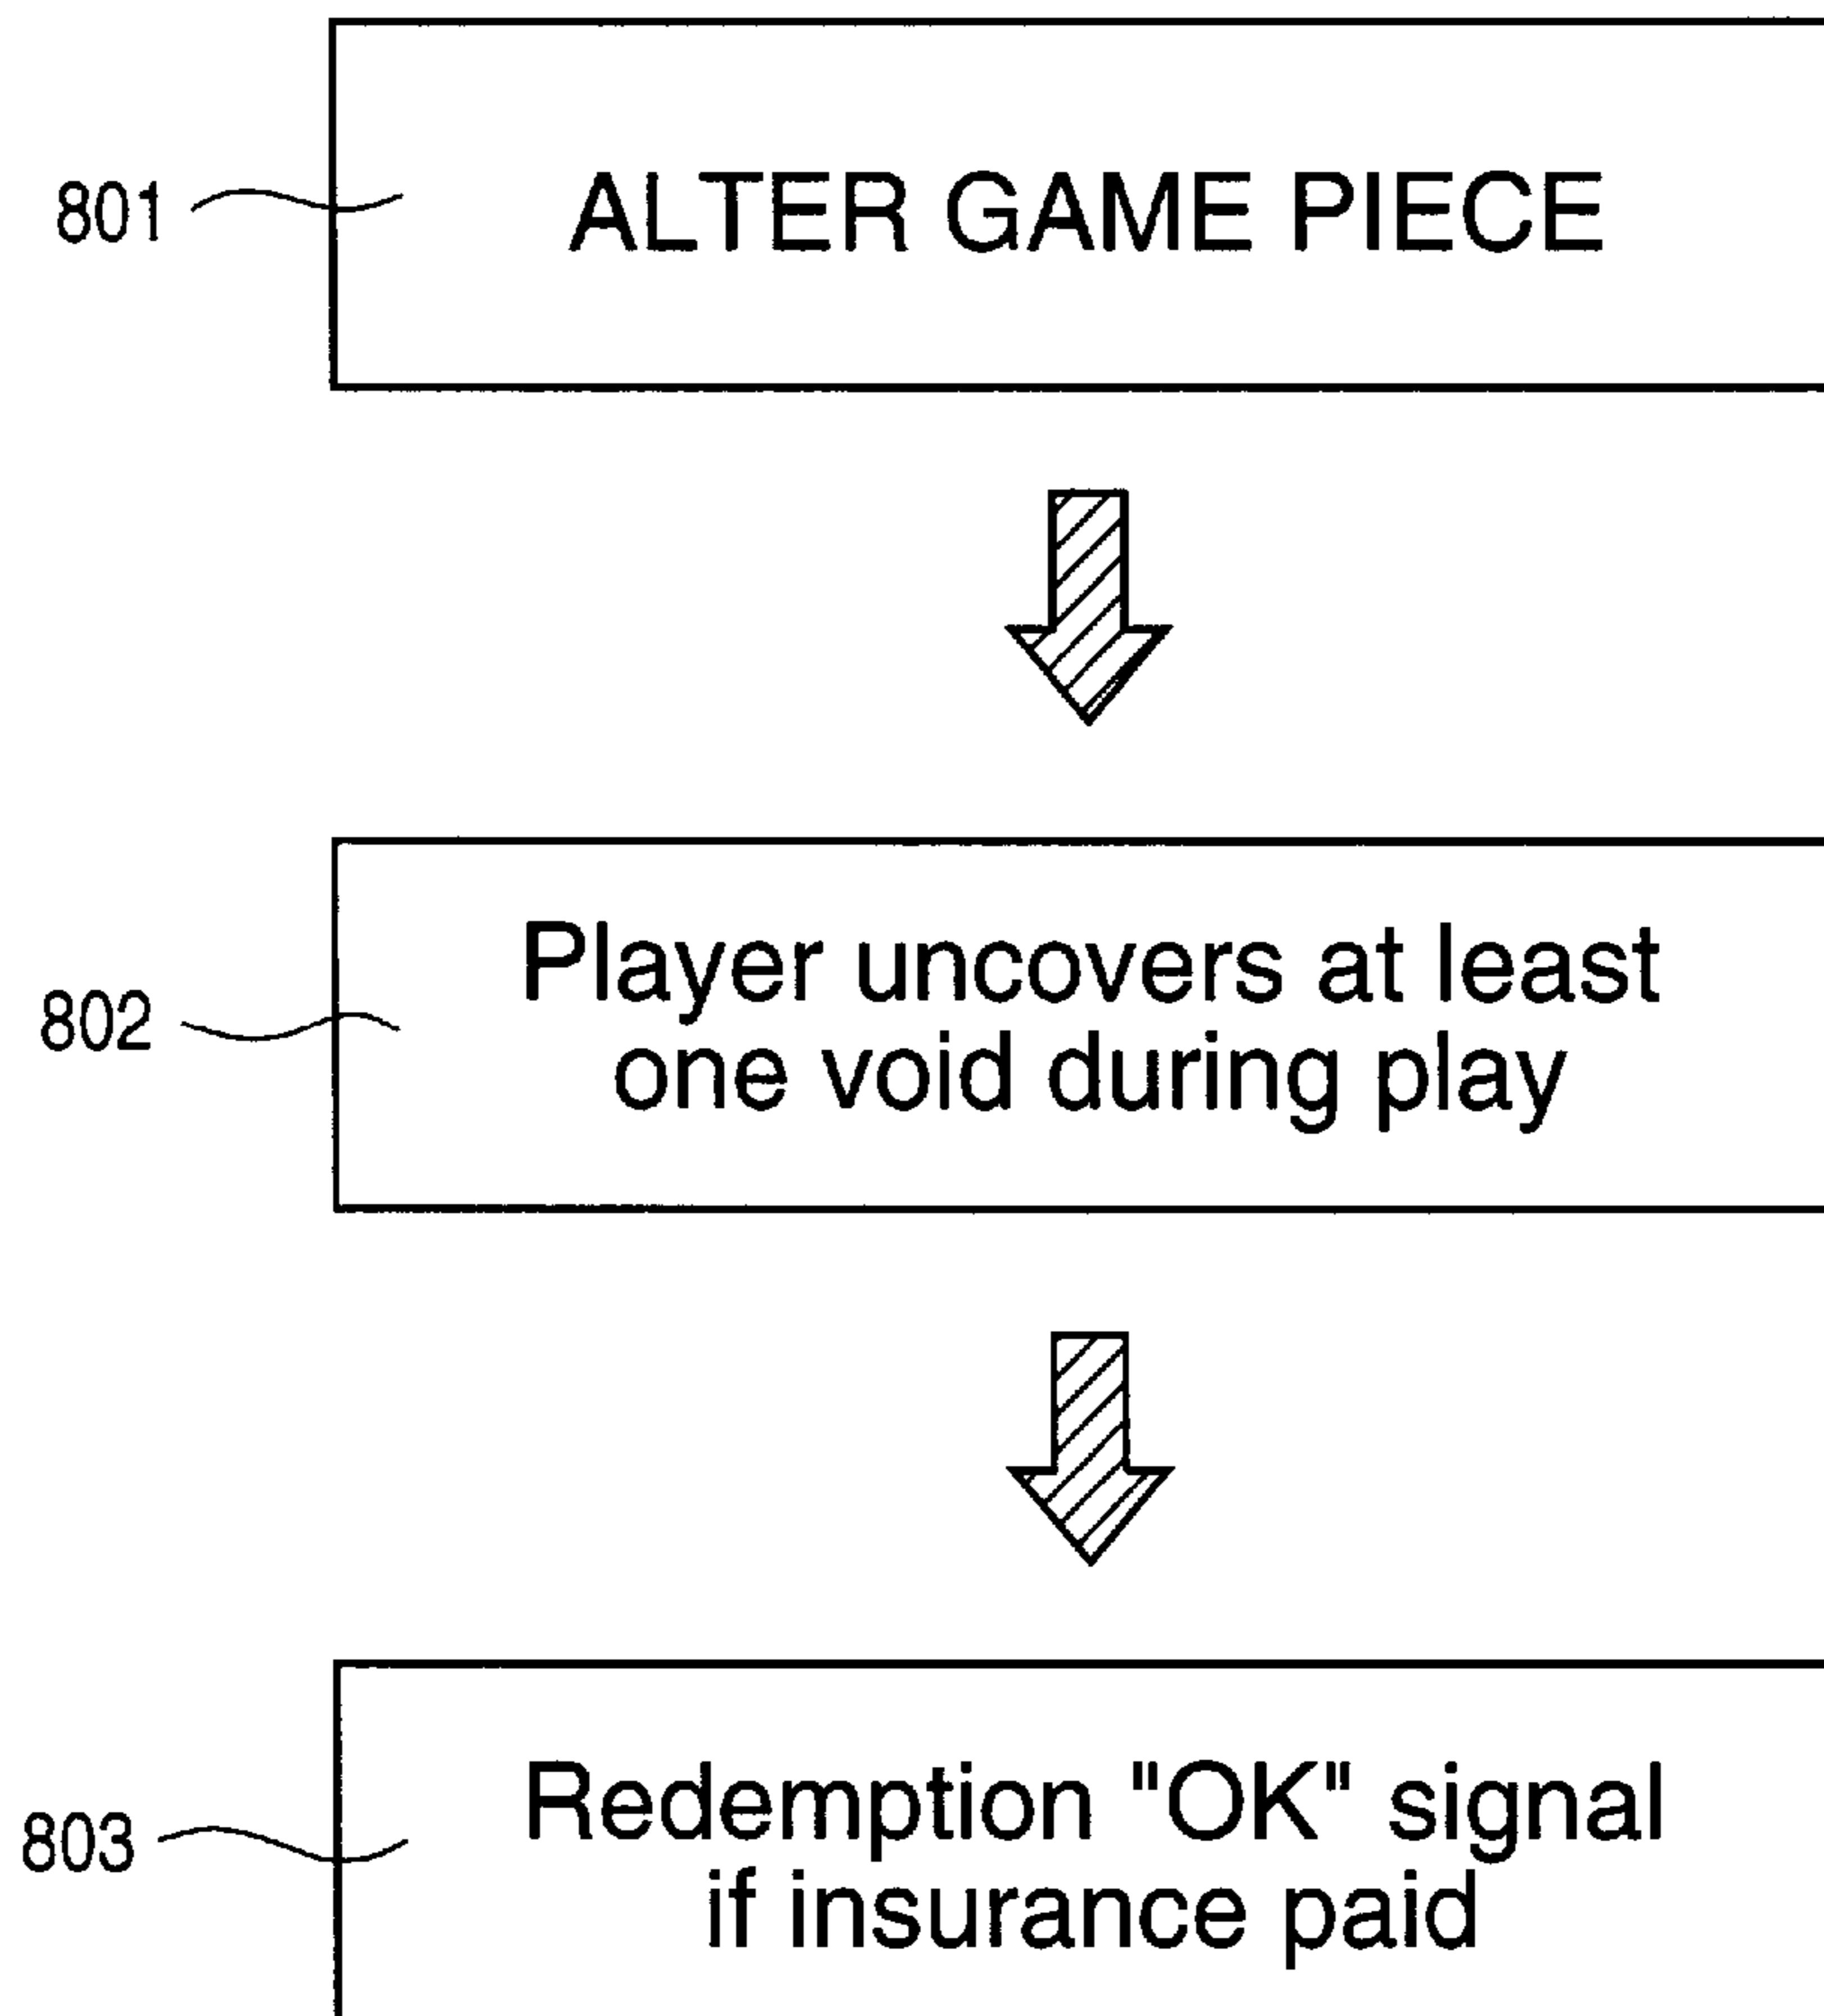 801
ALTER GAME PIECE
802
Player uncovers at least
one void during play
803
Redemption "OK" signal
if insurance paid